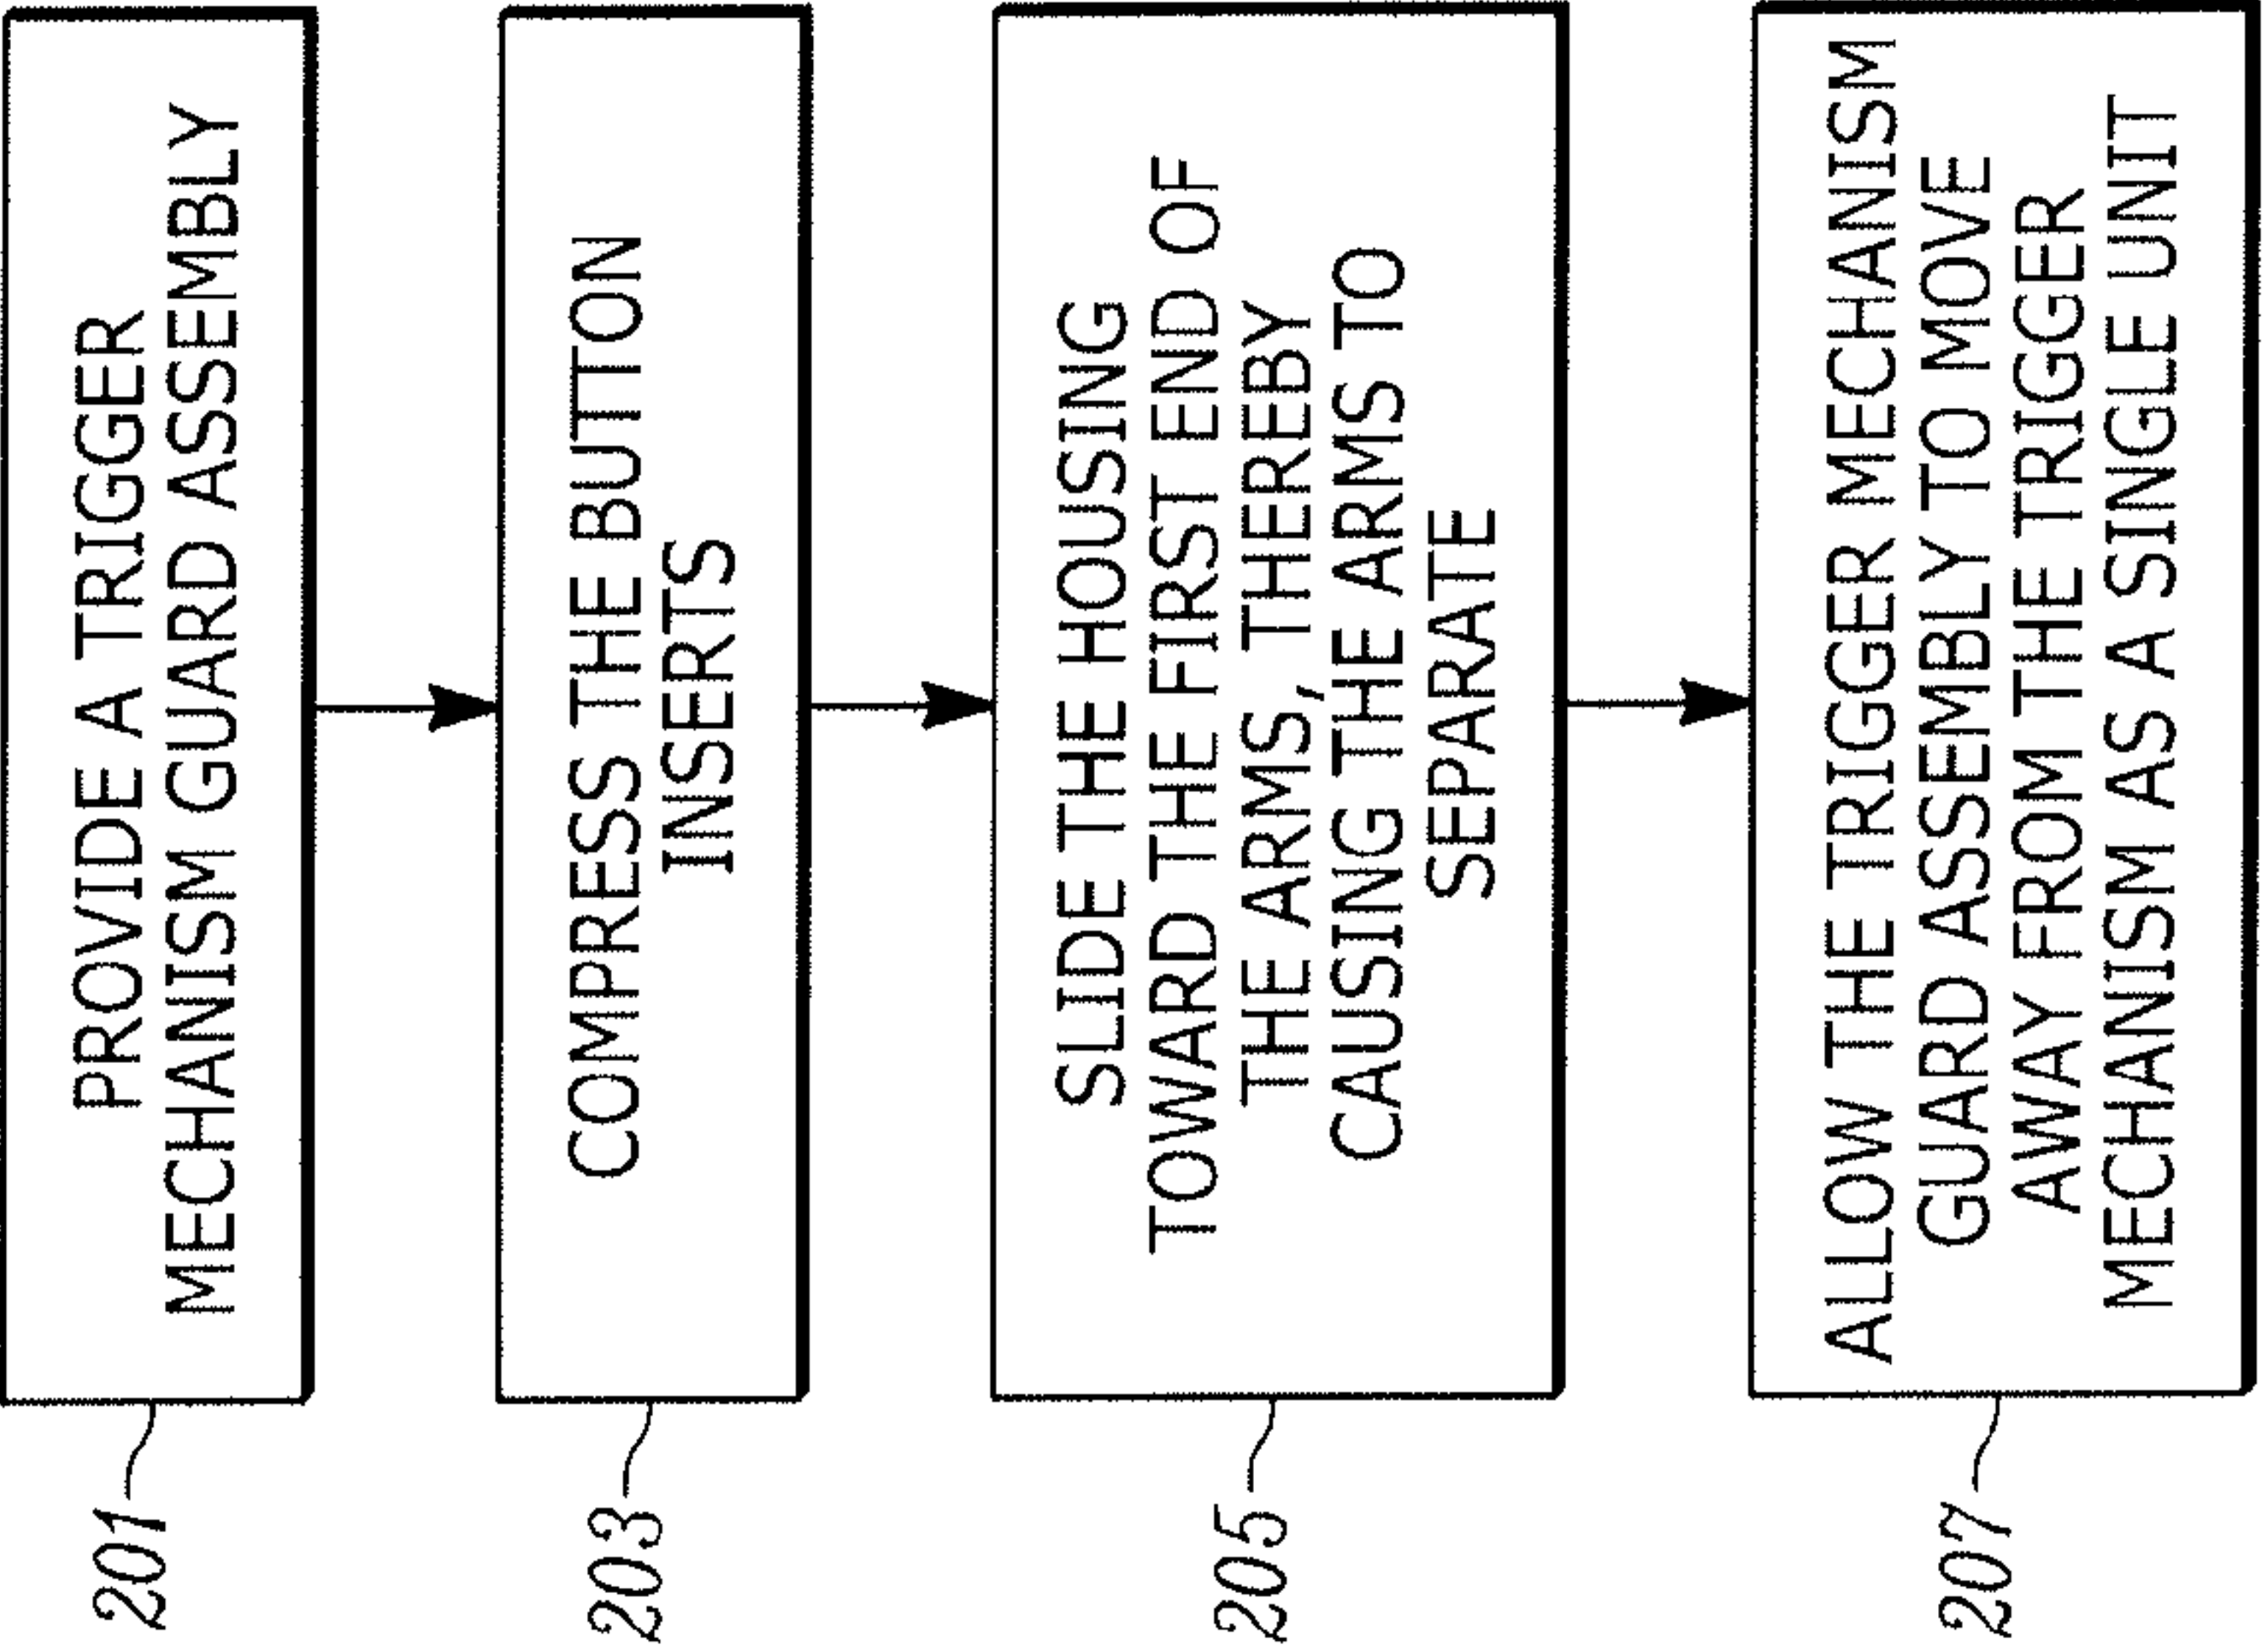 201
PROVIDE A TRIGGER
MECHANISM GUARD ASSEMBLY
203
COMPRESS THE BUTTON
INSERTS
205
SLIDE THE HOUSING
TOWARD THE FIRST END OF
THE ARMS, THEREBY
CAUSING THE ARMS TO
SEPARATE
207
ALLOW THE TRIGGER MECHANISM
GUARD ASSEMBLY TO MOVE
AWAY FROM THE TRIGGER
MECHANISM AS A SINGLE UNIT